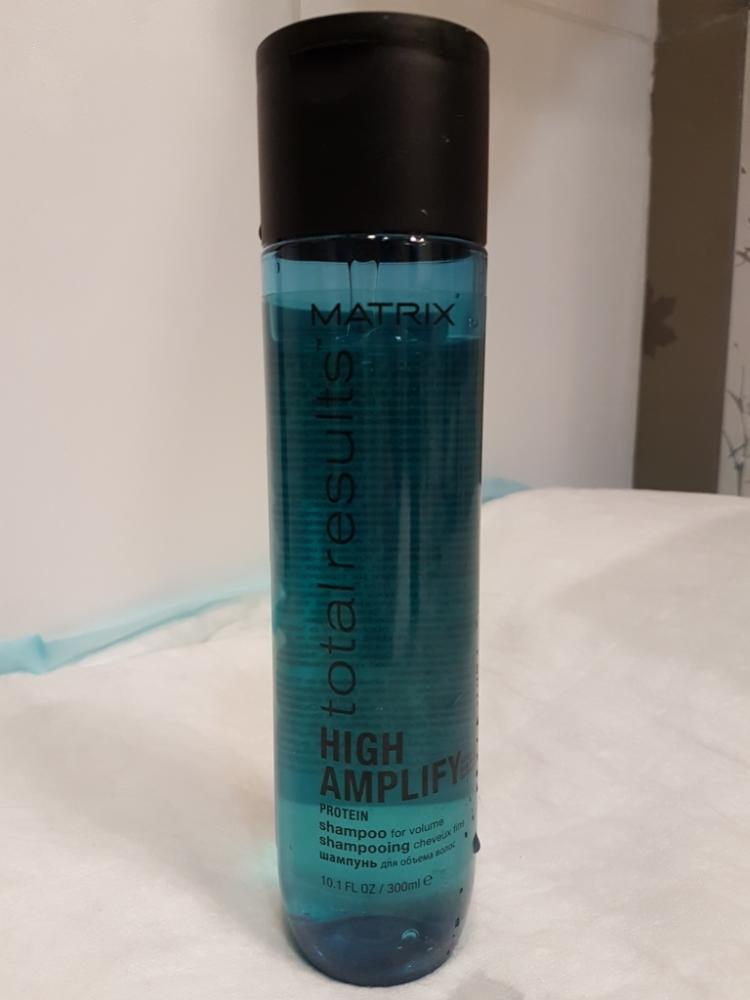 MATRIX
total results™
HIGH
AMPLIFY
PROTEIN
shampoo for volume
shampooing cheveux fins
шампунь для объема волос
10.1 FL OZ / 300ml ℮